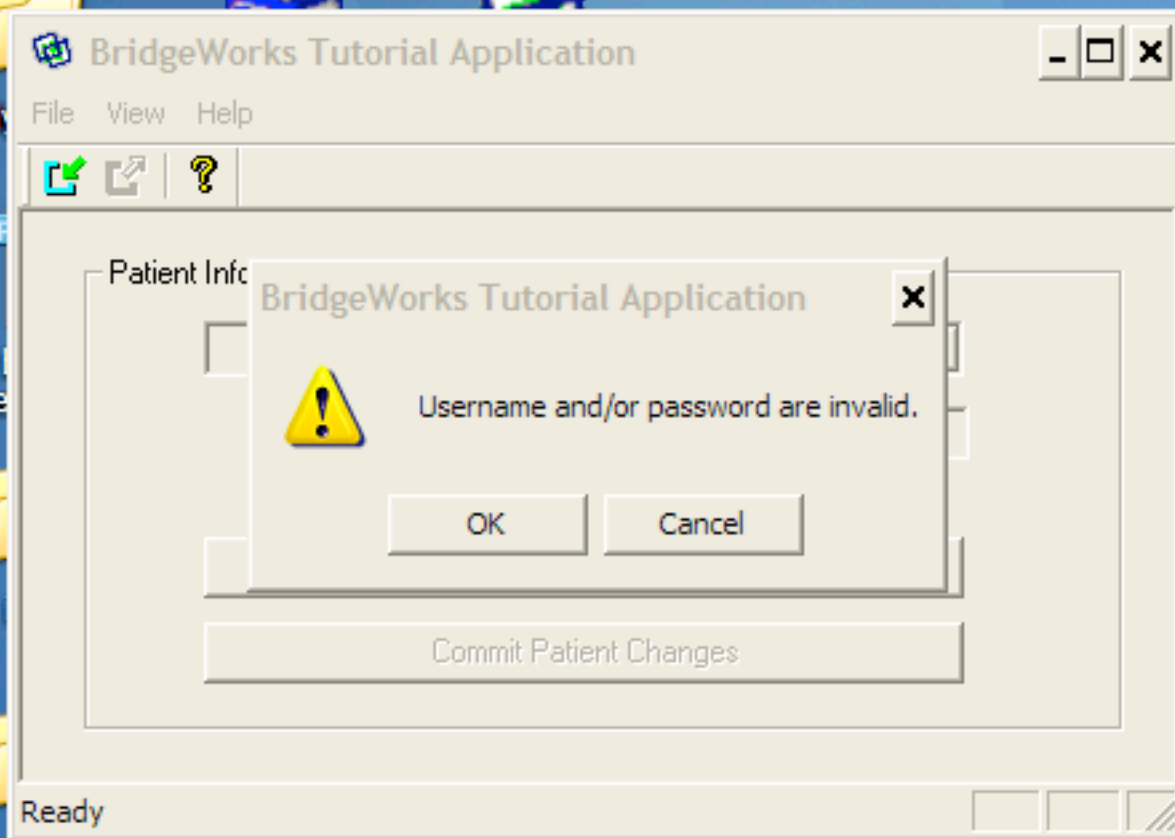 BridgeWorks Tutorial Application
File View Help
Patient Info
BridgeWorks Tutorial Application
Username and/or password are invalid.
OK Cancel
Commit Patient Changes
Ready